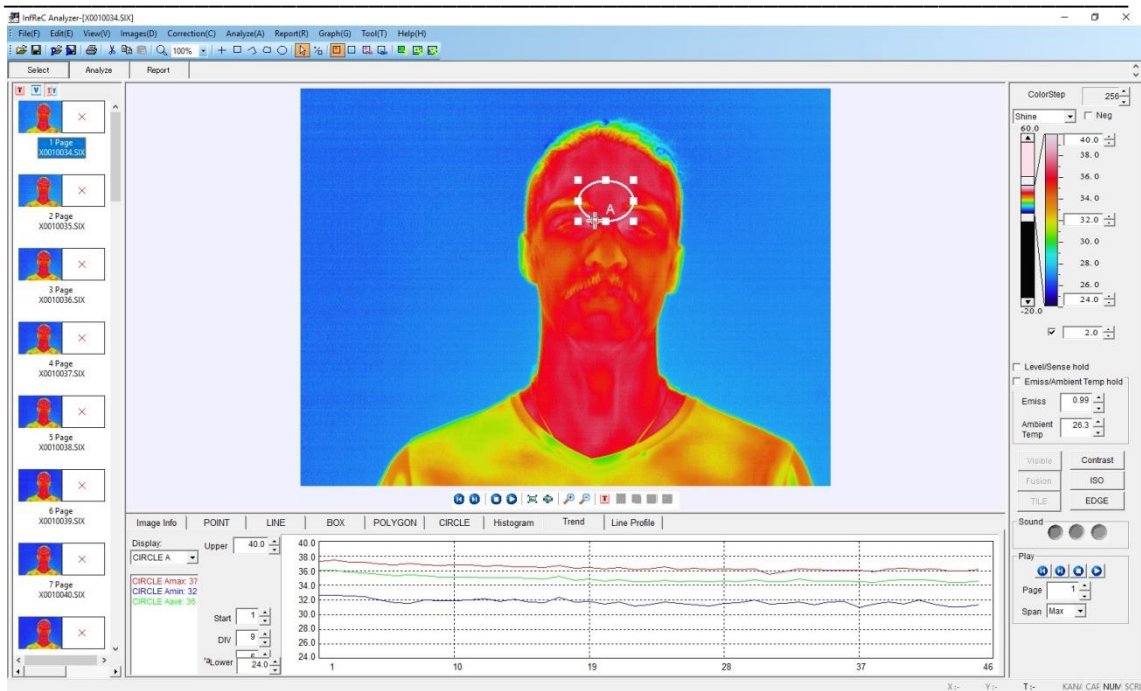 InfReC Analyzer-[X0010034.SIX]
File(F) Edit(E) View(V) Images(D) Correction(C) Analyze(A) Report(R) Graph(G) Tool(T) Help(H)
100%
Select Analyze Report
T V
1 Page
X0010034.SIX
2 Page
X0010035.SIX
3 Page
X0010036.SIX
4 Page
X0010037.SIX
5 Page
X0010038.SIX
6 Page
X0010039.SIX
7 Page
X0010040.SIX
A
T
Image Info POINT LINE BOX POLYGON CIRCLE Histogram Trend Line Profile
Display:
CIRCLE A
Upper 40.0
CIRCLE Amax: 37
CIRCLE Amin: 32
CIRCLE Aave: 36
Start 1
DIV 9
Lower 24.0
40.0
38.0
36.0
34.0
32.0
30.0
28.0
26.0
24.0
1 10 19 28 37 46
ColorStep 256
Shine Neg
60.0
40.0
38.0
36.0
34.0
32.0
30.0
28.0
26.0
24.0
-20.0
2.0
Level/Sense hold
Emiss/Ambient Temp hold
Emiss 0.99
Ambient Temp 26.3
Visible Contrast
Fusion ISO
TILE EDGE
Sound
Play
Page 1
Span Max
X:- Y:- T:- KANA CAF NUM SCRI